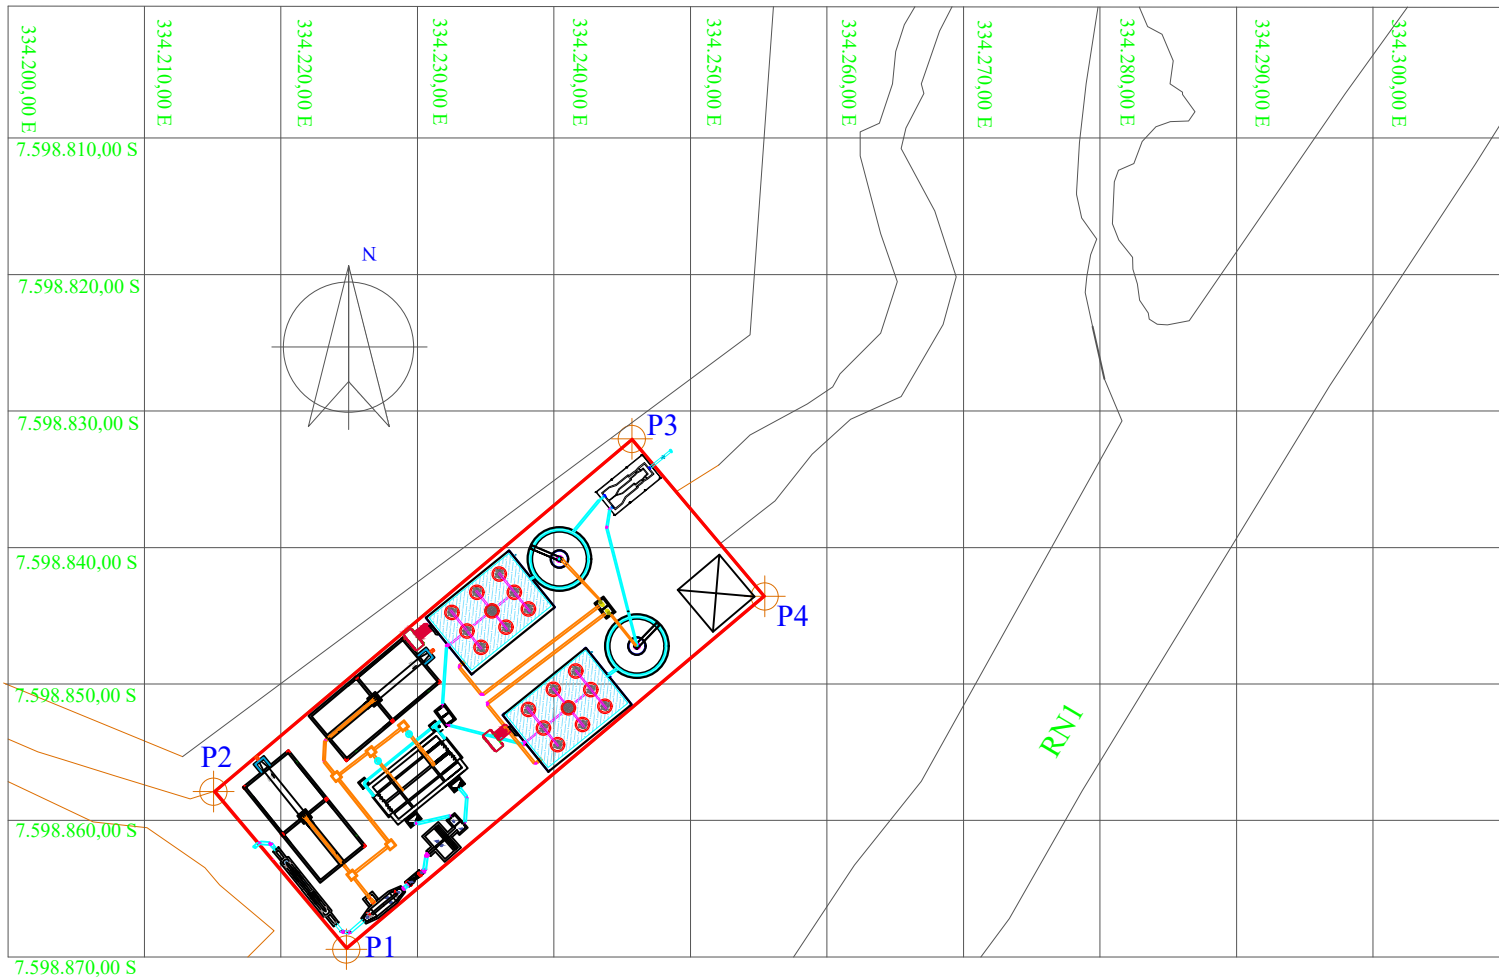 334.200,00 E
334.210,00 E
334.220,00 E
334.230,00 E
334.240,00 E
334.250,00 E
334.260,00 E
334.270,00 E
334.280,00 E
334.290,00 E
334.300,00 E
7.598.810,00 S
N
7.598.820,00 S
7.598.830,00 S
P3
7.598.840,00 S
P4
7.598.850,00 S
RN1
P2
7.598.860,00 S
P1
7.598.870,00 S